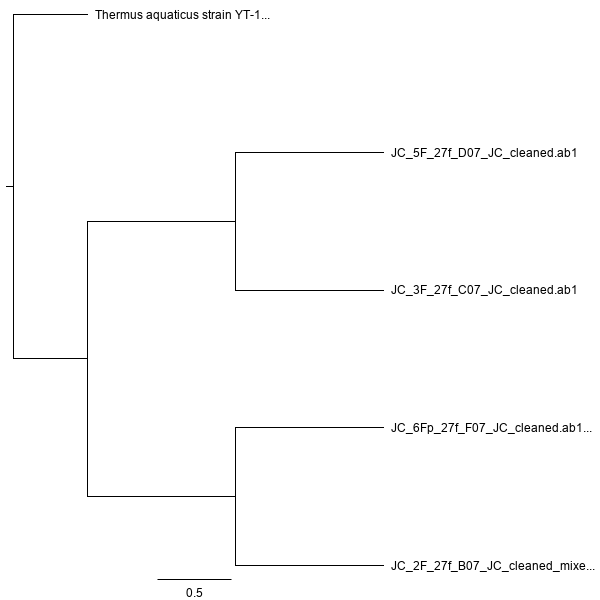 Thermus aquaticus strain YT-1...
JC_5F_27f_D07_JC_cleaned.ab1
JC_3F_27f_C07_JC_cleaned.ab1
JC_6Fp_27f_F07_JC_cleaned.ab1...
JC_2F_27f_B07_JC_cleaned_mixe...
0.5